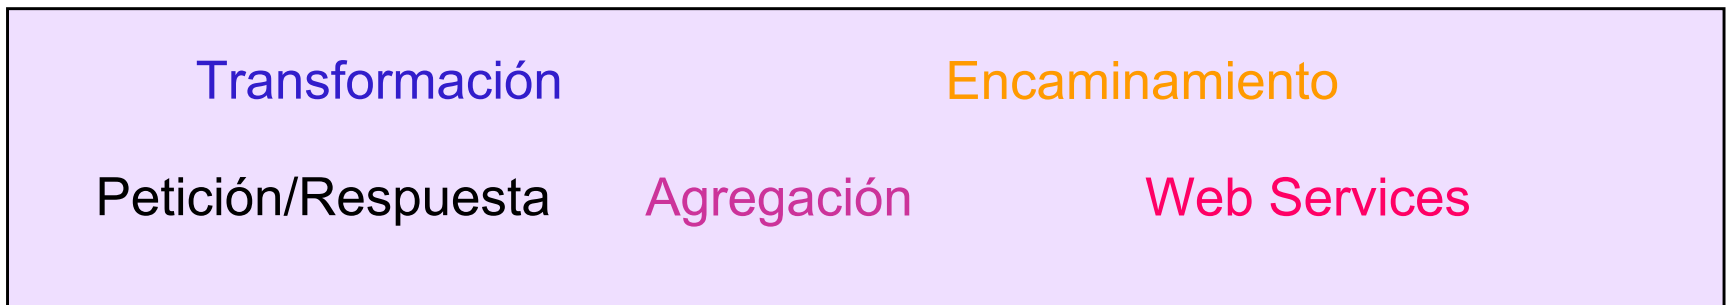 Transformación Encaminamiento
Petición/Respuesta Agregación Web Services